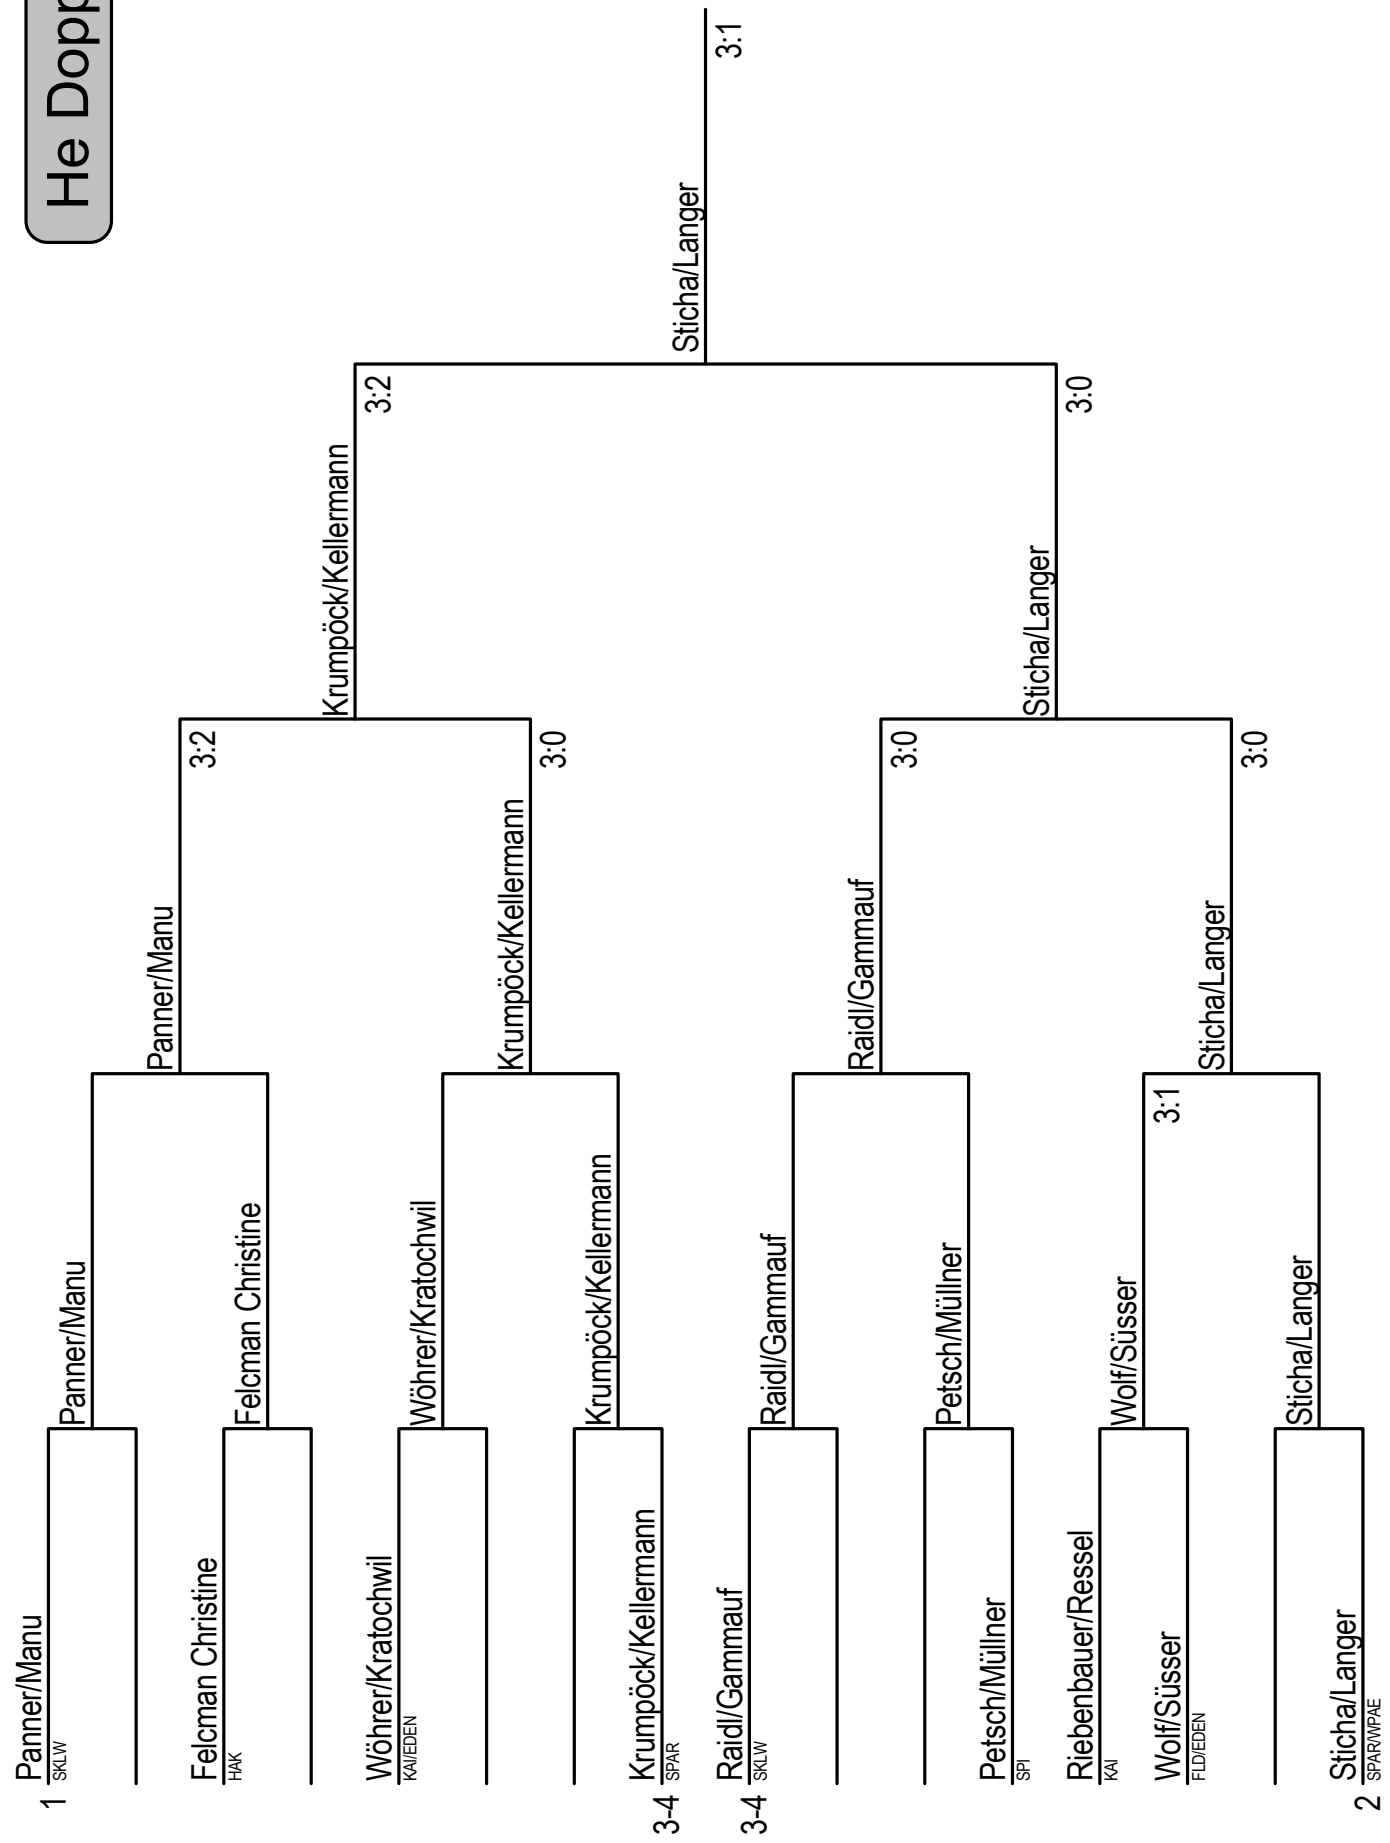 He Dopp
1 Panner/Manu
SKLW
Felcman Christine
HAK
Wöhrer/Kratochwil
KAI/EDEN
3-4 Krumpöck/Kellermann
SPAR
3-4 Raidl/Gammauf
SKLW
Petsch/Müllner
SPI
Riebenbauer/Ressel
KAI
Wolf/Süsser
FLD/EDEN
2 Sticha/Langer
SPAR/WPAE
Panner/Manu
Felcman Christine
Wöhrer/Kratochwil
Krumpöck/Kellermann
Raidl/Gammauf
Petsch/Müllner
Wolf/Süsser
3:1
Sticha/Langer
Panner/Manu
3:2
Krumpöck/Kellermann
3:0
Raidl/Gammauf
3:0
Sticha/Langer
3:0
Krumpöck/Kellermann
3:2
Sticha/Langer
3:0
Sticha/Langer
3:1